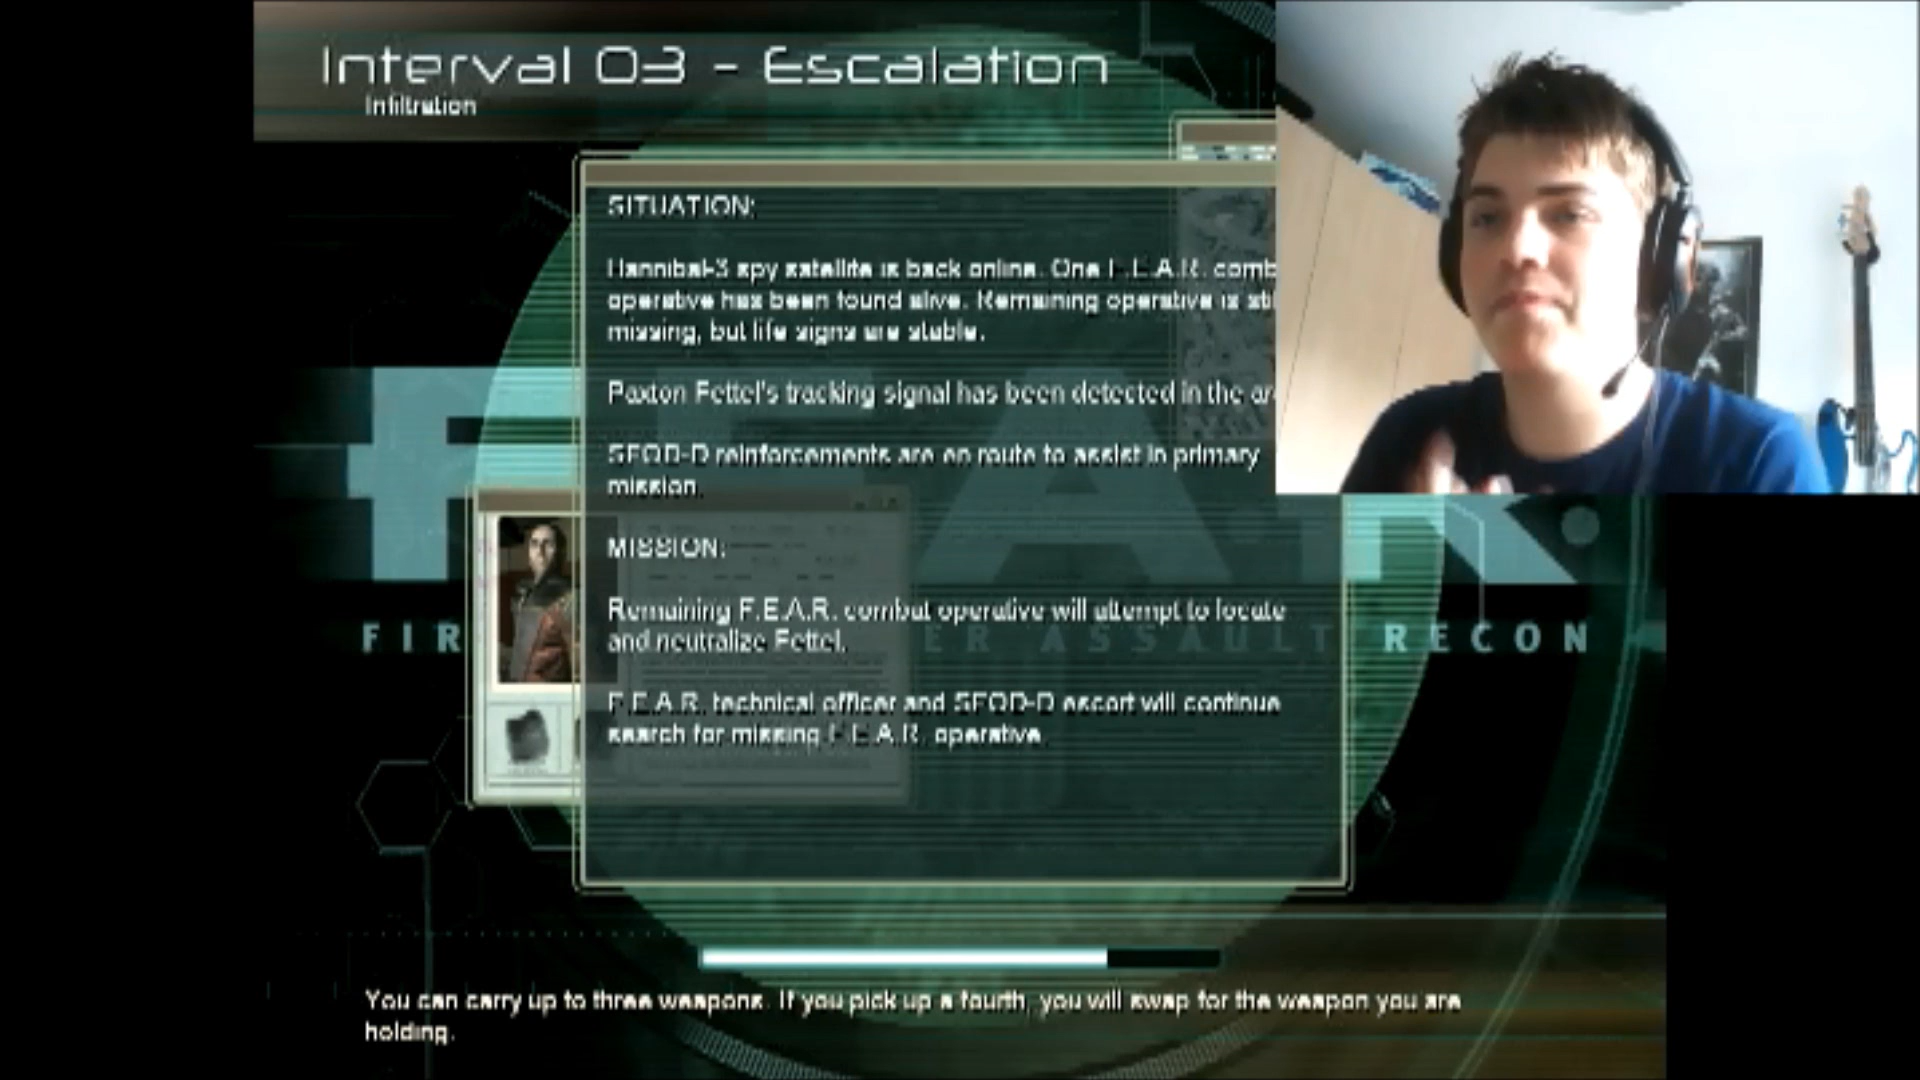 Interval 03 - Escalation
Infiltration
SITUATION:
Hannibal-3 spy satellite is back online. One F.E.A.R. comb
operative has been found alive. Remaining operative is sti
missing, but life signs are stable.
Paxton Fettel's tracking signal has been detected in the ar
SFOD-D reinforcements are en route to assist in primary
mission.
MISSION:
Remaining F.E.A.R. combat operative will attempt to locate
and neutralize Fettel.
F.E.A.R. technical officer and SFOD-D escort will continue
search for missing F.E.A.R. operative.
FEAR
FIR ER ASSAULT RECON
You can carry up to three weapons. If you pick up a fourth, you will swap for the weapon you are
holding.